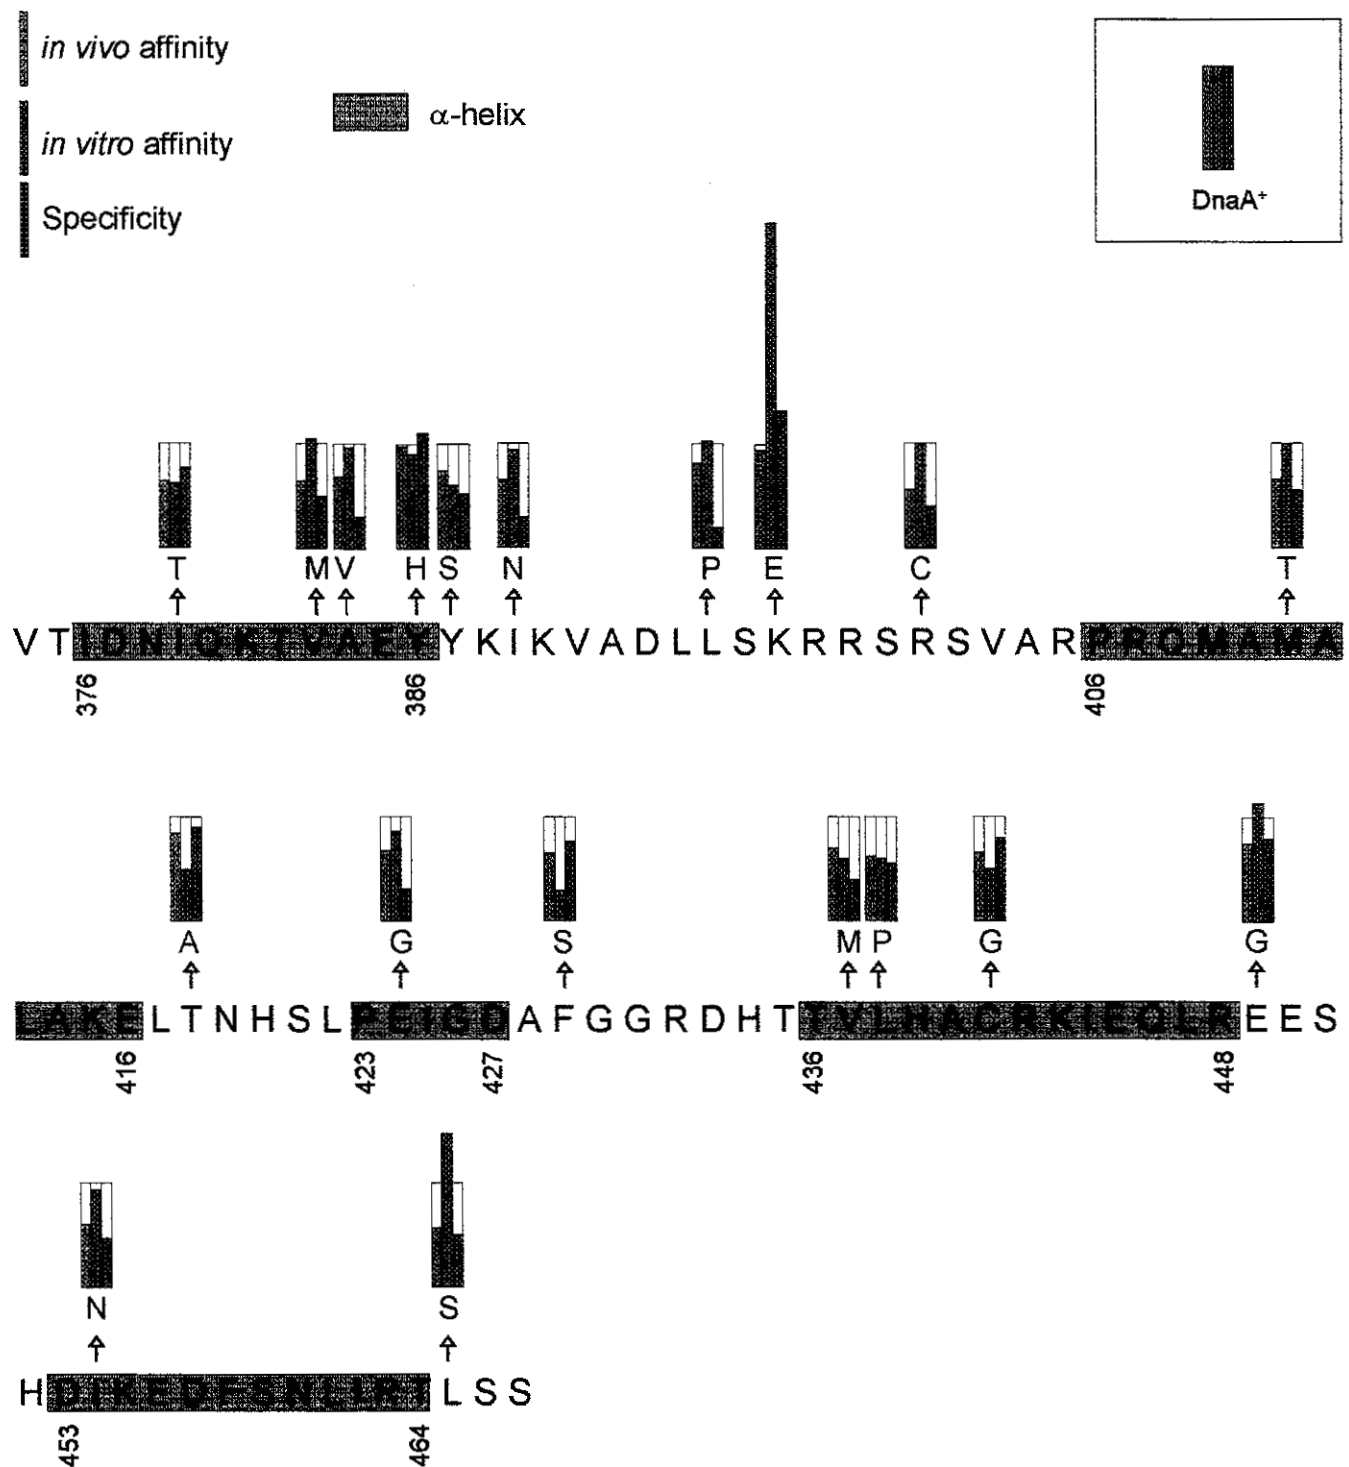 in vivo affinity
α-helix
in vitro affinity
Specificity
DnaA⁺
T M V H S N P E C T
V T I D N I Q K T V A E Y Y K I K V A D L L S K R R S R S V A R P R Q M A M A
376 386 406
A G S M P G G
L A K E L T N H S L P E I G D A F G G R D H T T V L H A C R K I E Q L R E E S
416 423 427 436 448
N S
H D I K E D F S N L I R T L S S
453 464